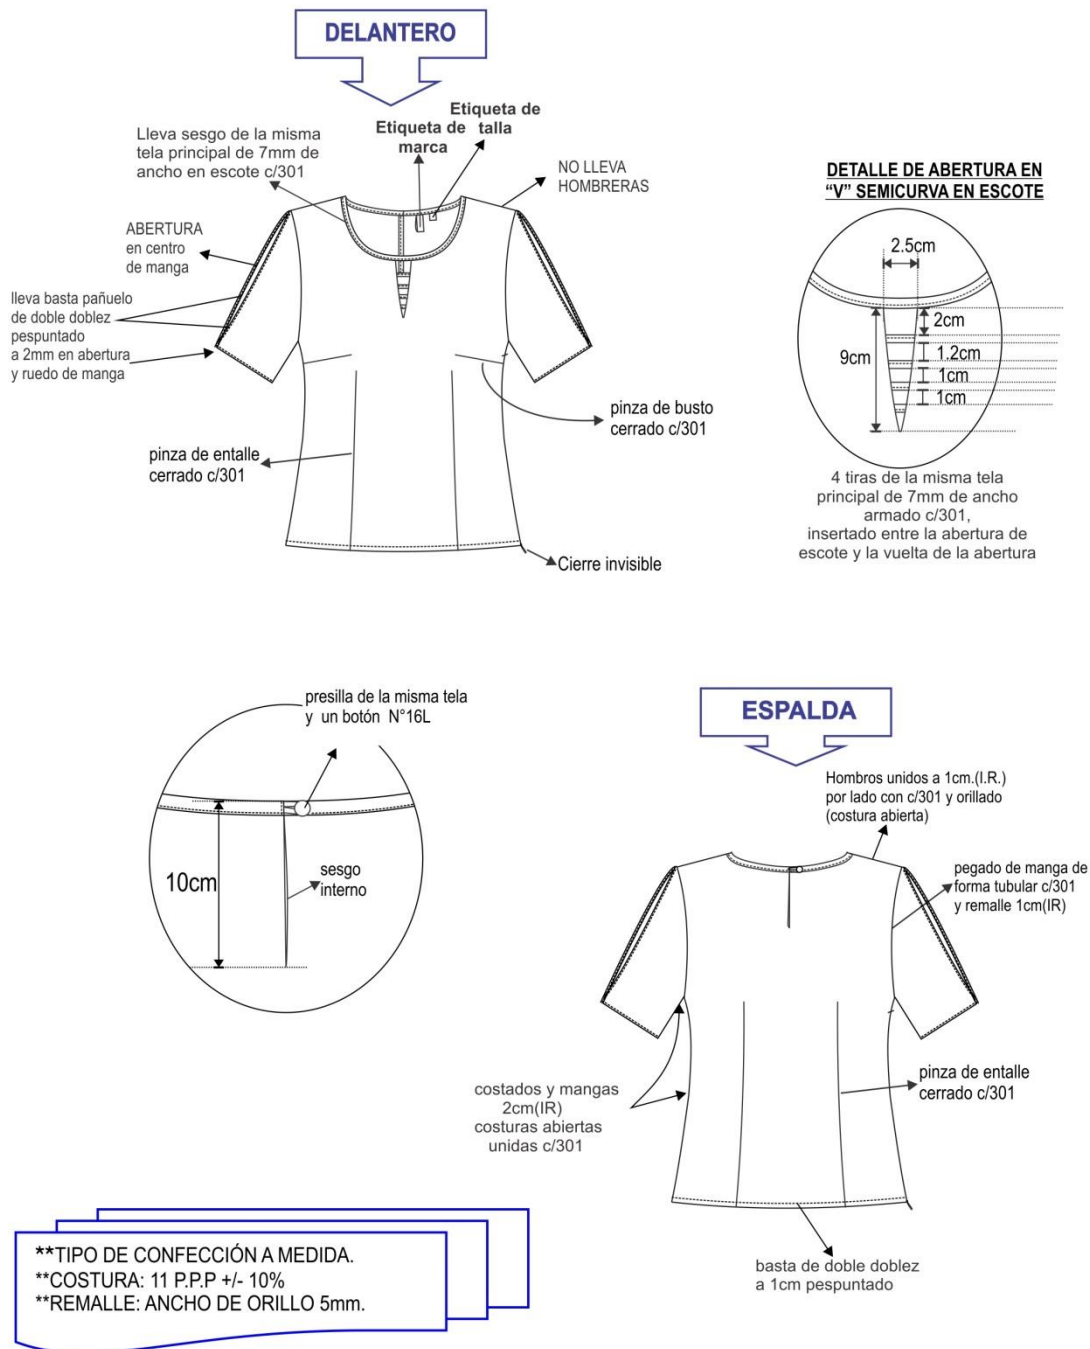 DELANTERO
Lleva sesgo de la misma
tela principal de 7mm de
ancho en escote c/301
Etiqueta de
marca
Etiqueta de
talla
NO LLEVA
HOMBRERAS
ABERTURA
en centro
de manga
lleva basta pañuelo
de doble doblez
pespuntado
a 2mm en abertura
y ruedo de manga
pinza de entalle
cerrado c/301
pinza de busto
cerrado c/301
Cierre invisible
DETALLE DE ABERTURA EN
“V” SEMICURVA EN ESCOTE
2.5cm
2cm
9cm
1.2cm
1cm
1cm
4 tiras de la misma tela
principal de 7mm de ancho
armado c/301,
insertado entre la abertura de
escote y la vuelta de la abertura
presilla de la misma tela
y un botón N°16L
10cm
sesgo
interno
ESPALDA
Hombros unidos a 1cm.(I.R.)
por lado con c/301 y orillado
(costura abierta)
pegado de manga de
forma tubular c/301
y remalle 1cm(IR)
costados y mangas
2cm(IR)
costuras abiertas
unidas c/301
pinza de entalle
cerrado c/301
basta de doble doblez
a 1cm pespuntado
**TIPO DE CONFECCIÓN A MEDIDA.
**COSTURA: 11 P.P.P +/- 10%
**REMALLE: ANCHO DE ORILLO 5mm.